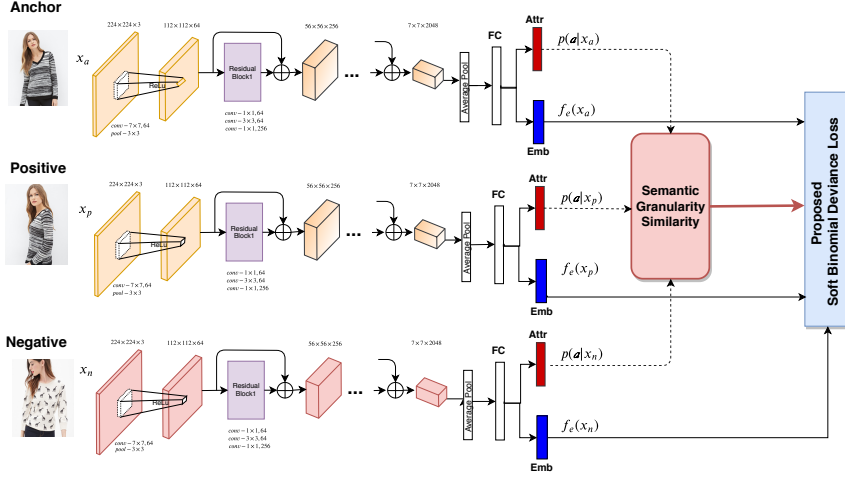 Anchor
224×224×3
112×112×64
56×56×256
7×7×2048
FC
Attr
x_a
ReLu
Residual
Block1
...
Average Pool
p(a|x_a)
f_e(x_a)
Emb
conv−7×7,64
pool−3×3
conv−1×1,64
conv−3×3,64
conv−1×1,256
Positive
224×224×3
112×112×64
56×56×256
7×7×2048
FC
Attr
x_p
ReLu
Residual
Block1
...
Average Pool
p(a|x_p)
f_e(x_p)
Emb
conv−7×7,64
pool−3×3
conv−1×1,64
conv−3×3,64
conv−1×1,256
Semantic
Granularity
Similarity
Proposed
Soft Binomial Deviance Loss
Negative
224×224×3
112×112×64
56×56×256
7×7×2048
FC
Attr
x_n
ReLu
Residual
Block1
...
Average Pool
p(a|x_n)
f_e(x_n)
Emb
conv−7×7,64
pool−3×3
conv−1×1,64
conv−3×3,64
conv−1×1,256